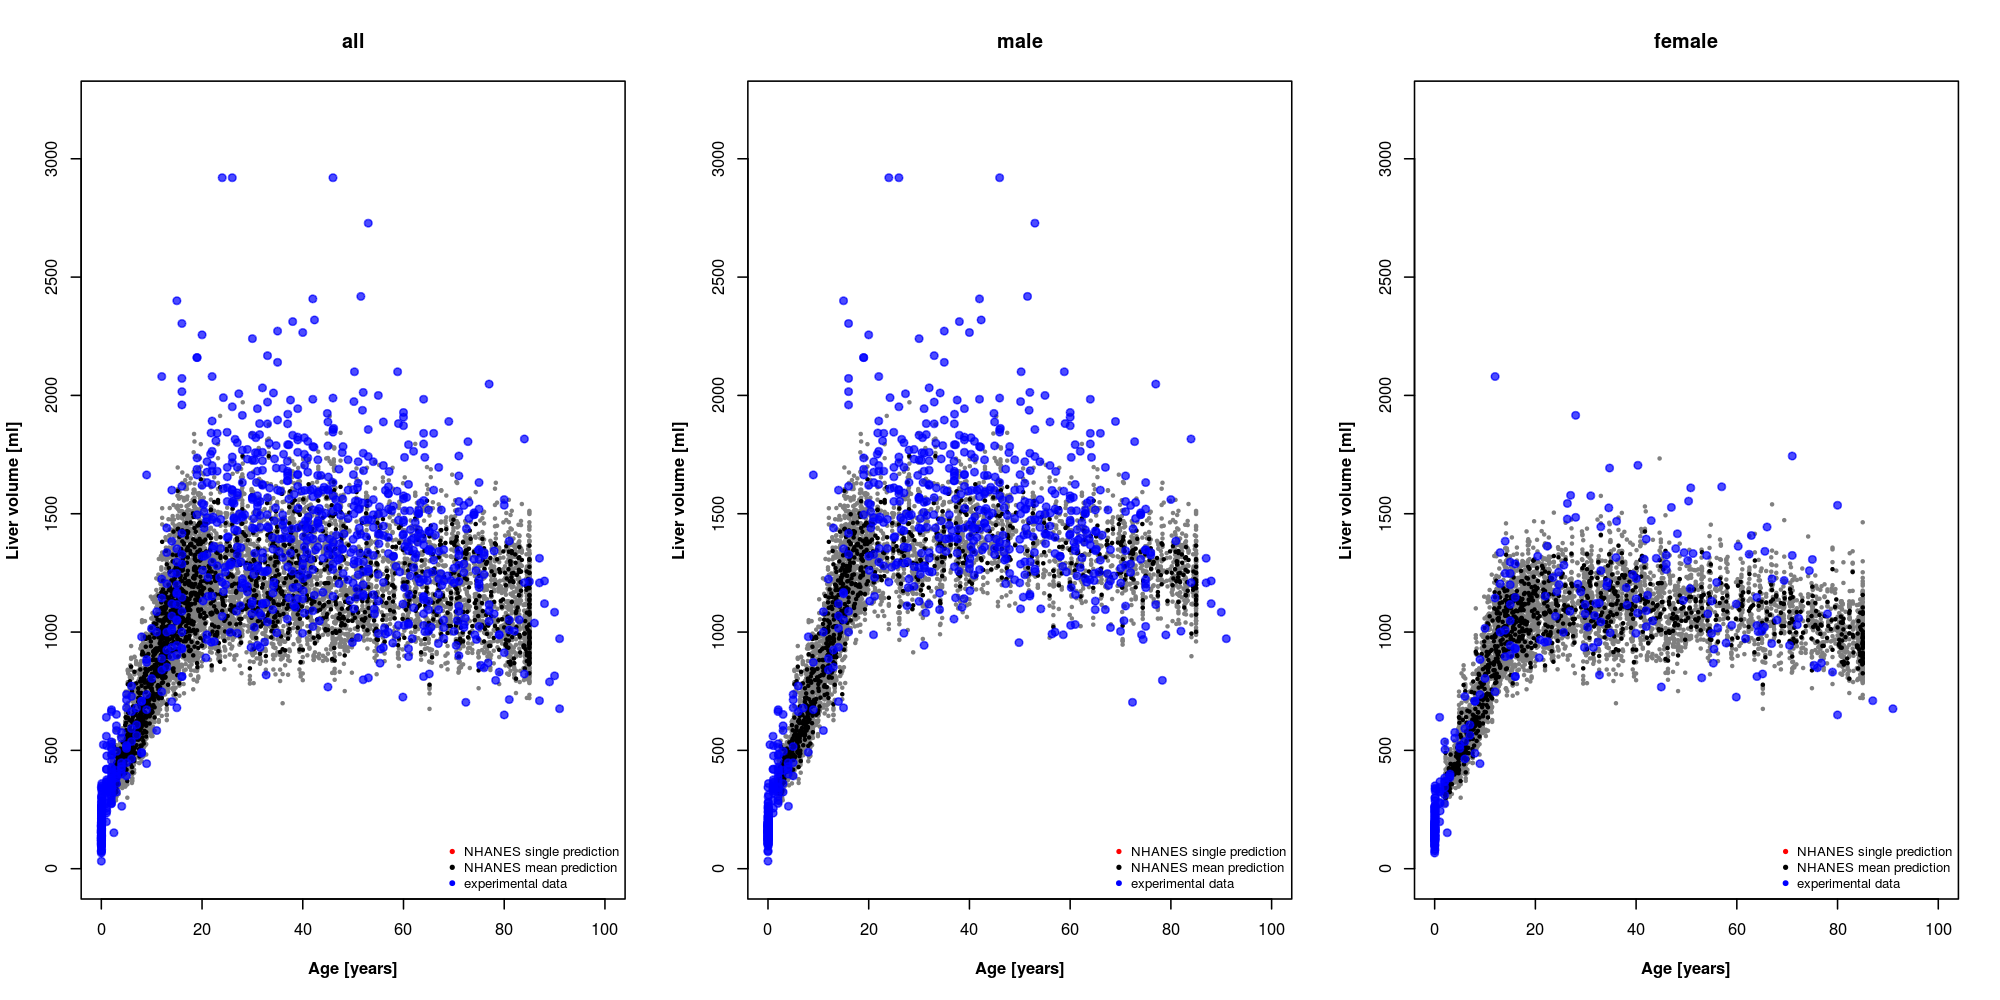 all
male
female
Liver volume [ml]
3000
2500
2000
1500
1000
500
0
0 20 40 60 80 100
Age [years]
NHANES single prediction
NHANES mean prediction
experimental data
Liver volume [ml]
3000
2500
2000
1500
1000
500
0
0 20 40 60 80 100
Age [years]
NHANES single prediction
NHANES mean prediction
experimental data
Liver volume [ml]
3000
2500
2000
1500
1000
500
0
0 20 40 60 80 100
Age [years]
NHANES single prediction
NHANES mean prediction
experimental data